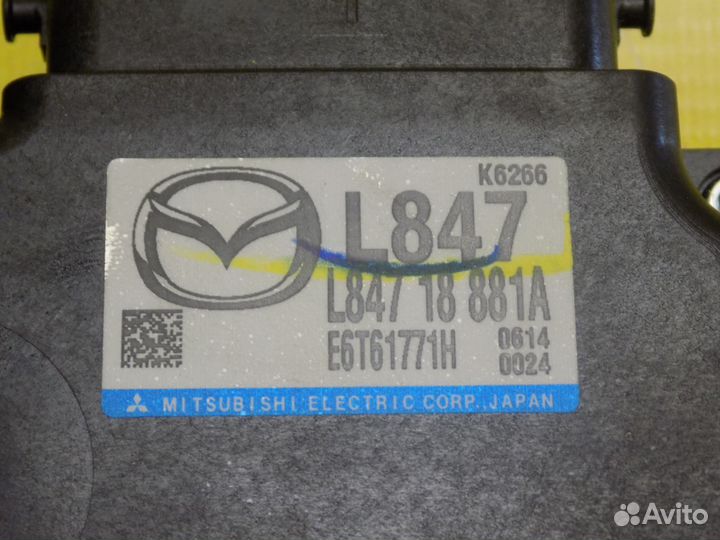 K6266
L847
L847 18 881A
E6T61771H 0614
0024
MITSUBISHI ELECTRIC CORP., JAPAN
Avito